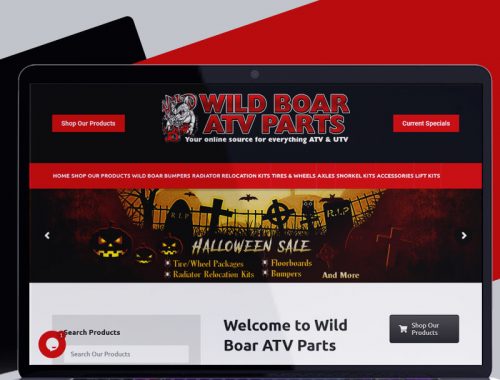 WILD BOAR
ATV PARTS
Your online source for everything ATV & UTV
Shop Our Products
Current Specials
HOME SHOP OUR PRODUCTS WILD BOAR BUMPERS RADIATOR RELOCATION KITS TIRES & WHEELS AXLES SNORKEL KITS ACCESSORIES LIFT KITS
R.I.P
R.I.P
HALLOWEEN SALE
Tire/Wheel Packages
Floorboards
Radiator Relocation Kits
Bumpers
And More
Search Products
Search Our Products
Welcome to Wild
Boar ATV Parts
Shop Our
Products